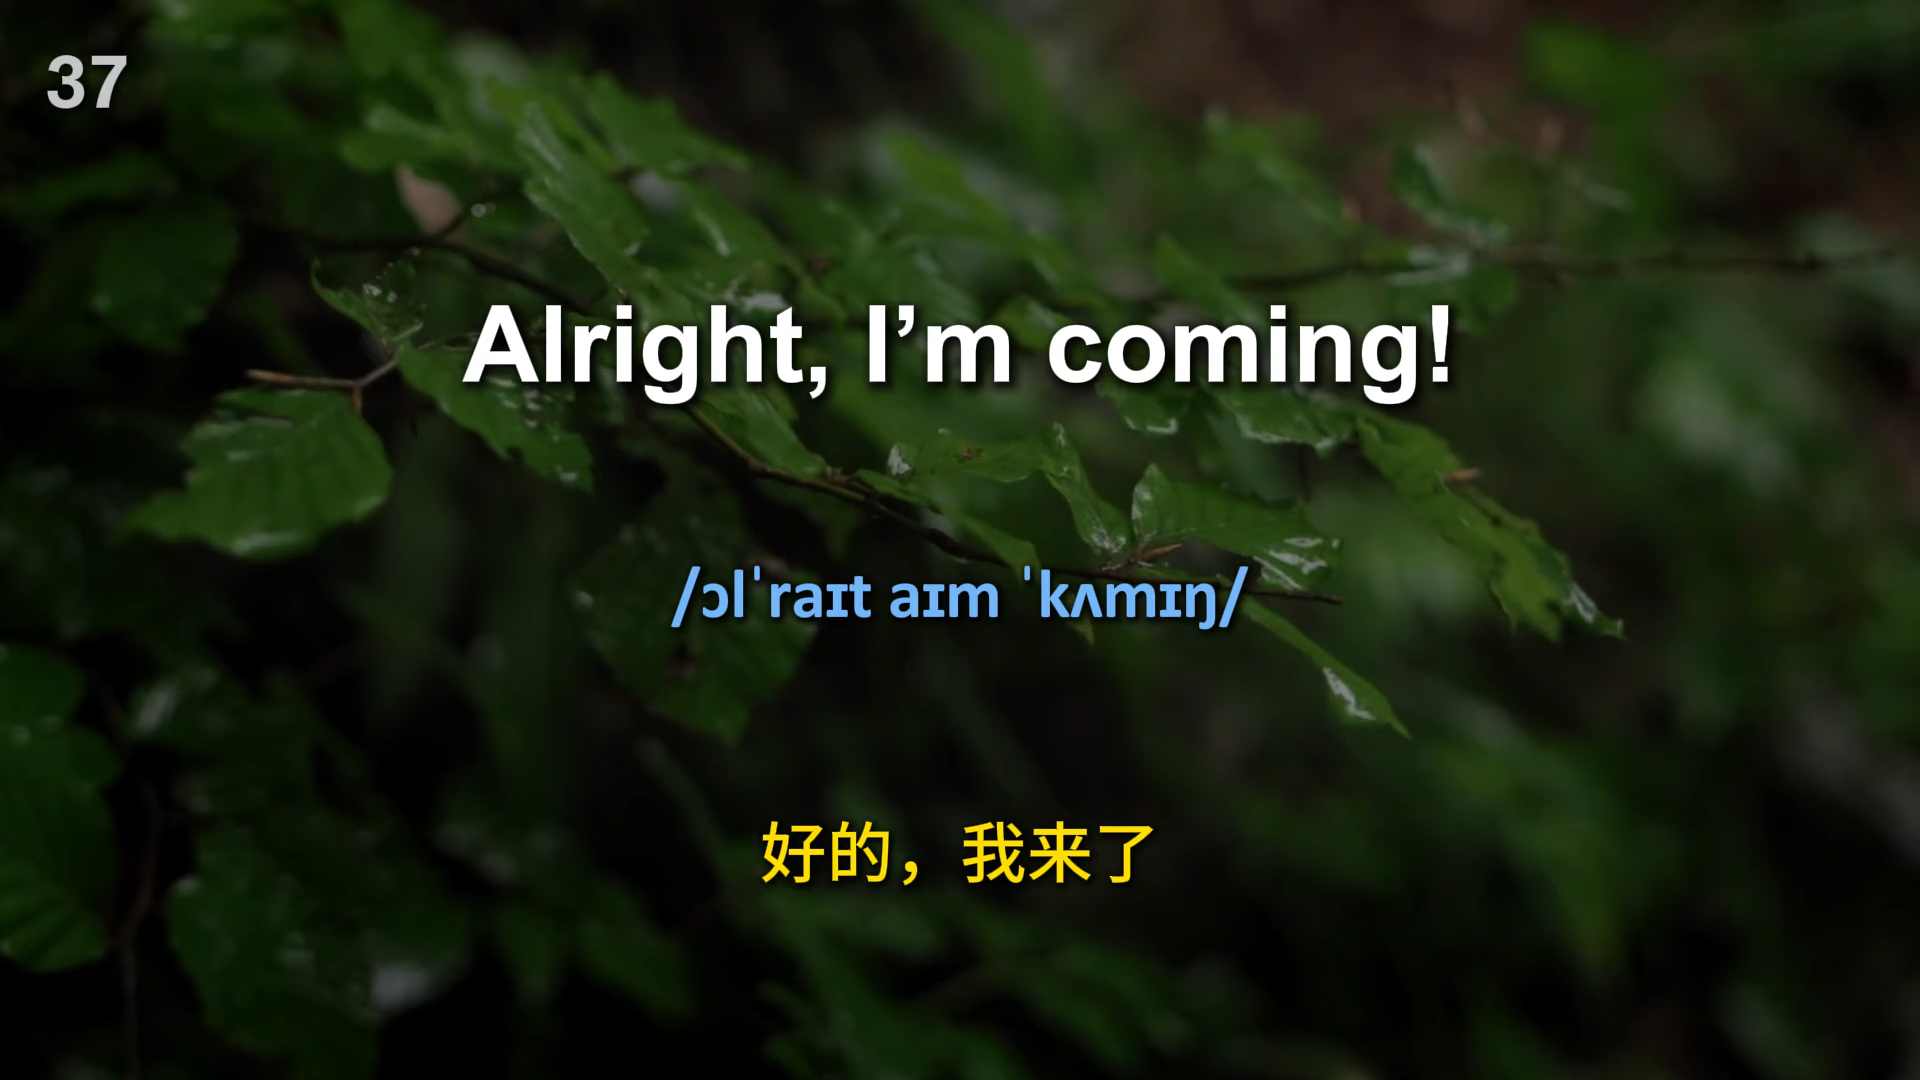 37
Alright, I’m coming!
/ɔlˈraɪt aɪm ˈkʌmɪŋ/
好的，我来了